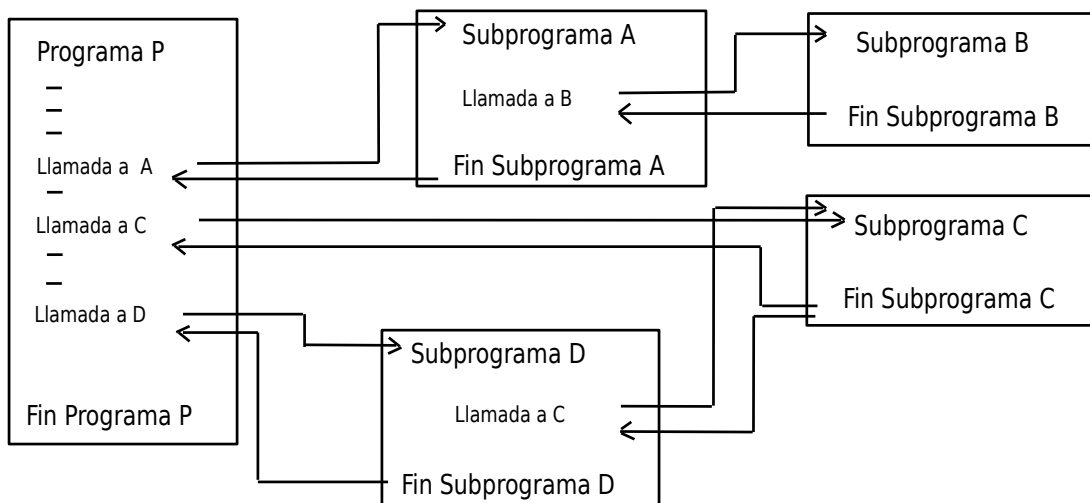 Programa P
Llamada a A
Llamada a C
Llamada a D
Fin Programa P
Subprograma A
Llamada a B
Fin Subprograma A
Subprograma B
Fin Subprograma B
Subprograma C
Fin Subprograma C
Subprograma D
Llamada a C
Fin Subprograma D